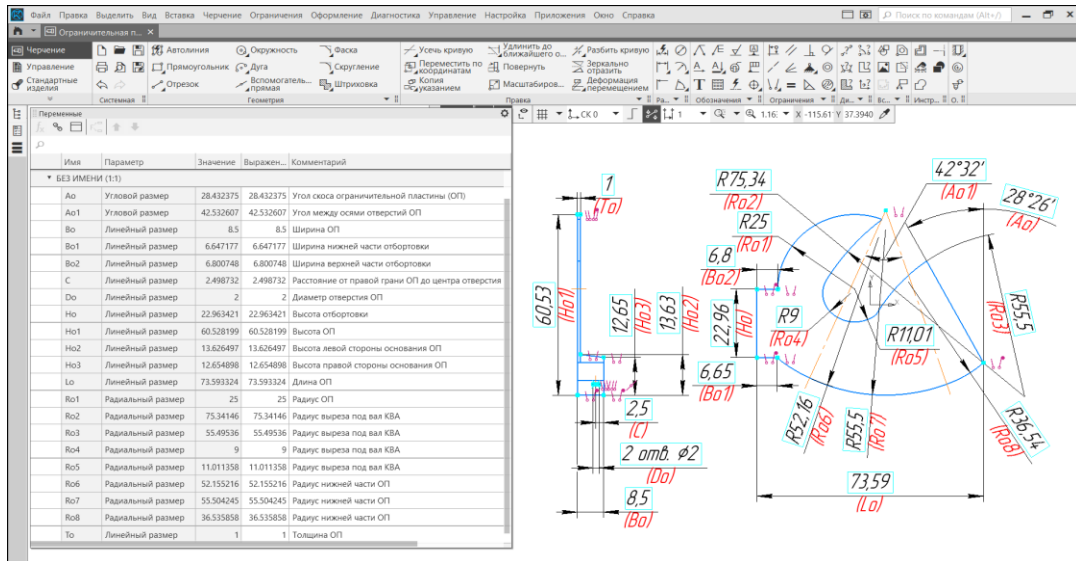 Файл Правка Выделить Вид Вставка Черчение Ограничения Оформление Диагностика Управление Настройка Приложения Окно Справка
Поиск по командам (Alt+/)
Ограничительная п...
Черчение
Управление
Стандартные изделия
Системная
Автолиния
Окружность
Фаска
Прямоугольник
Дуга
Скругление
Отрезок
Вспомогатель... прямая
Штриховка
Геометрия
Усечь кривую
Удлинить до ближайшего о...
Разбить кривую
Переместить по координатам
Повернуть
Зеркально отразить
Копия указанием
Масштабиров...
Деформация перемещением
Правка
Ра...
Обозначения
Ограничения
Ди...
Вс...
Инстр...
О.
Переменные
СК 0
1
1.16
X -115.61 Y 37.3940
Имя Параметр Значение Выражен... Комментарий
БЕЗ ИМЕНИ (1:1)
Ao Угловой размер 28.432375 28.432375 Угол скоса ограничительной пластины (ОП)
Ao1 Угловой размер 42.532607 42.532607 Угол между осями отверстий ОП
Bo Линейный размер 8.5 8.5 Ширина ОП
Bo1 Линейный размер 6.647177 6.647177 Ширина нижней части отбортовки
Bo2 Линейный размер 6.800748 6.800748 Ширина верхней части отбортовки
C Линейный размер 2.498732 2.498732 Расстояние от правой грани ОП до центра отверстия
Do Линейный размер 2 2 Диаметр отверстия ОП
Ho Линейный размер 22.963421 22.963421 Высота отбортовки
Ho1 Линейный размер 60.528199 60.528199 Высота ОП
Ho2 Линейный размер 13.626497 13.626497 Высота левой стороны основания ОП
Ho3 Линейный размер 12.654898 12.654898 Высота правой стороны основания ОП
Lo Линейный размер 73.593324 73.593324 Длина ОП
Ro1 Радиальный размер 25 25 Радиус ОП
Ro2 Радиальный размер 75.34146 75.34146 Радиус выреза под вал КВА
Ro3 Радиальный размер 55.49536 55.49536 Радиус выреза под вал КВА
Ro4 Радиальный размер 9 9 Радиус выреза под вал КВА
Ro5 Радиальный размер 11.011358 11.011358 Радиус выреза под вал КВА
Ro6 Радиальный размер 52.155216 52.155216 Радиус нижней части ОП
Ro7 Радиальный размер 55.504245 55.504245 Радиус нижней части ОП
Ro8 Радиальный размер 36.535858 36.535858 Радиус нижней части ОП
To Линейный размер 1 1 Толщина ОП
1
(To)
60,53
(Ho1)
12,65
(Ho3)
13,63
(Ho2)
2,5
(C)
2 отв. ⌀2
(Do)
8,5
(Bo)
R75,34
(Ro2)
R25
(Ro1)
6,8
(Bo2)
22,96
(Ho)
6,65
(Bo1)
R9
(Ro4)
R11,01
(Ro5)
42°32'
(Ao1)
28°26'
(Ao)
R55,5
(Ro3)
R52,16
(Ro6)
R55,5
(Ro7)
R36,54
(Ro8)
73,59
(Lo)